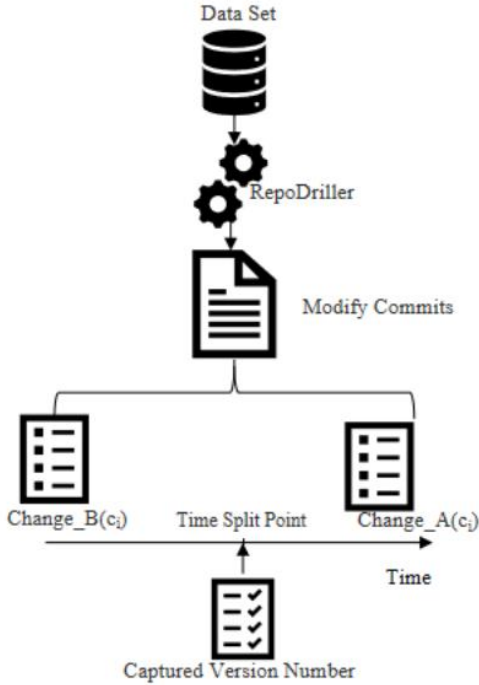 Data Set
RepoDriller
Modify Commits
Change_B(cᵢ)
Time Split Point
Change_A(cᵢ)
Time
Captured Version Number